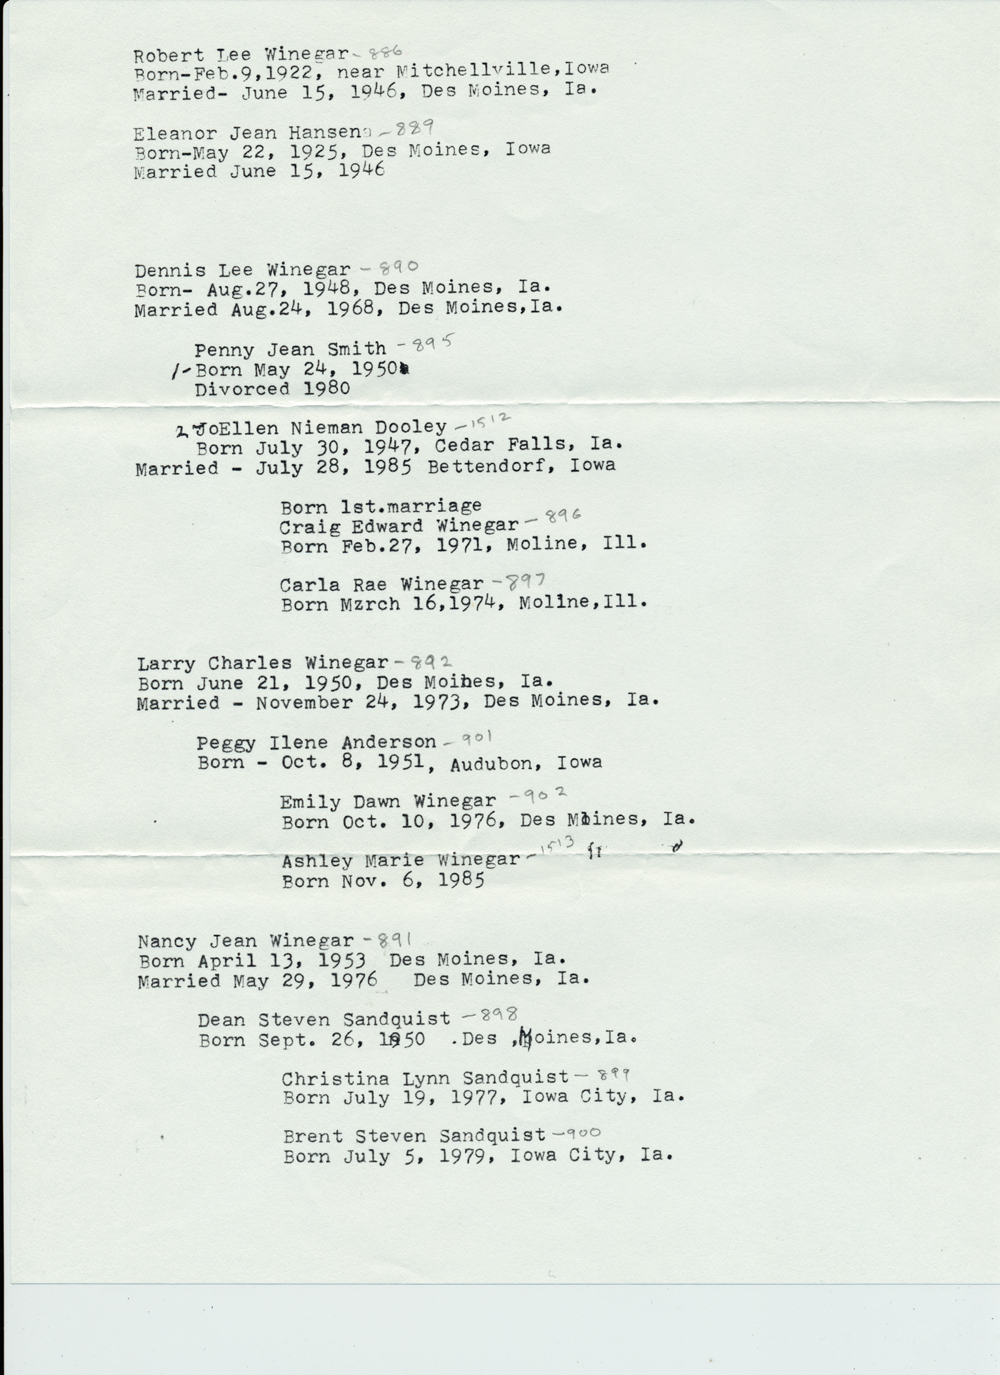 Robert Lee Winegar - 886
Born-Feb.9,1922, near Mitchellville,Iowa
Married- June 15, 1946, Des Moines, Ia.
Eleanor Jean Hansen - 889
Born-May 22, 1925, Des Moines, Iowa
Married June 15, 1946
Dennis Lee Winegar - 890
Born- Aug.27, 1948, Des Moines, Ia.
Married Aug.24, 1968, Des Moines,Ia.
Penny Jean Smith - 895
1-Born May 24, 1950
Divorced 1980
2 JoEllen Nieman Dooley - 1512
Born July 30, 1947, Cedar Falls, Ia.
Married - July 28, 1985 Bettendorf, Iowa
Born 1st.marriage
Craig Edward Winegar - 896
Born Feb.27, 1971, Moline, Ill.
Carla Rae Winegar - 897
Born Mzrch 16,1974, Moline,Ill.
Larry Charles Winegar - 892
Born June 21, 1950, Des Moines, Ia.
Married - November 24, 1973, Des Moines, Ia.
Peggy Ilene Anderson - 901
Born - Oct. 8, 1951, Audubon, Iowa
Emily Dawn Winegar - 902
Born Oct. 10, 1976, Des Moines, Ia.
Ashley Marie Winegar - 1513
Born Nov. 6, 1985
Nancy Jean Winegar - 891
Born April 13, 1953 Des Moines, Ia.
Married May 29, 1976 Des Moines, Ia.
Dean Steven Sandquist - 898
Born Sept. 26, 1950 .Des ,Moines,Ia.
Christina Lynn Sandquist - 899
Born July 19, 1977, Iowa City, Ia.
Brent Steven Sandquist - 900
Born July 5, 1979, Iowa City, Ia.